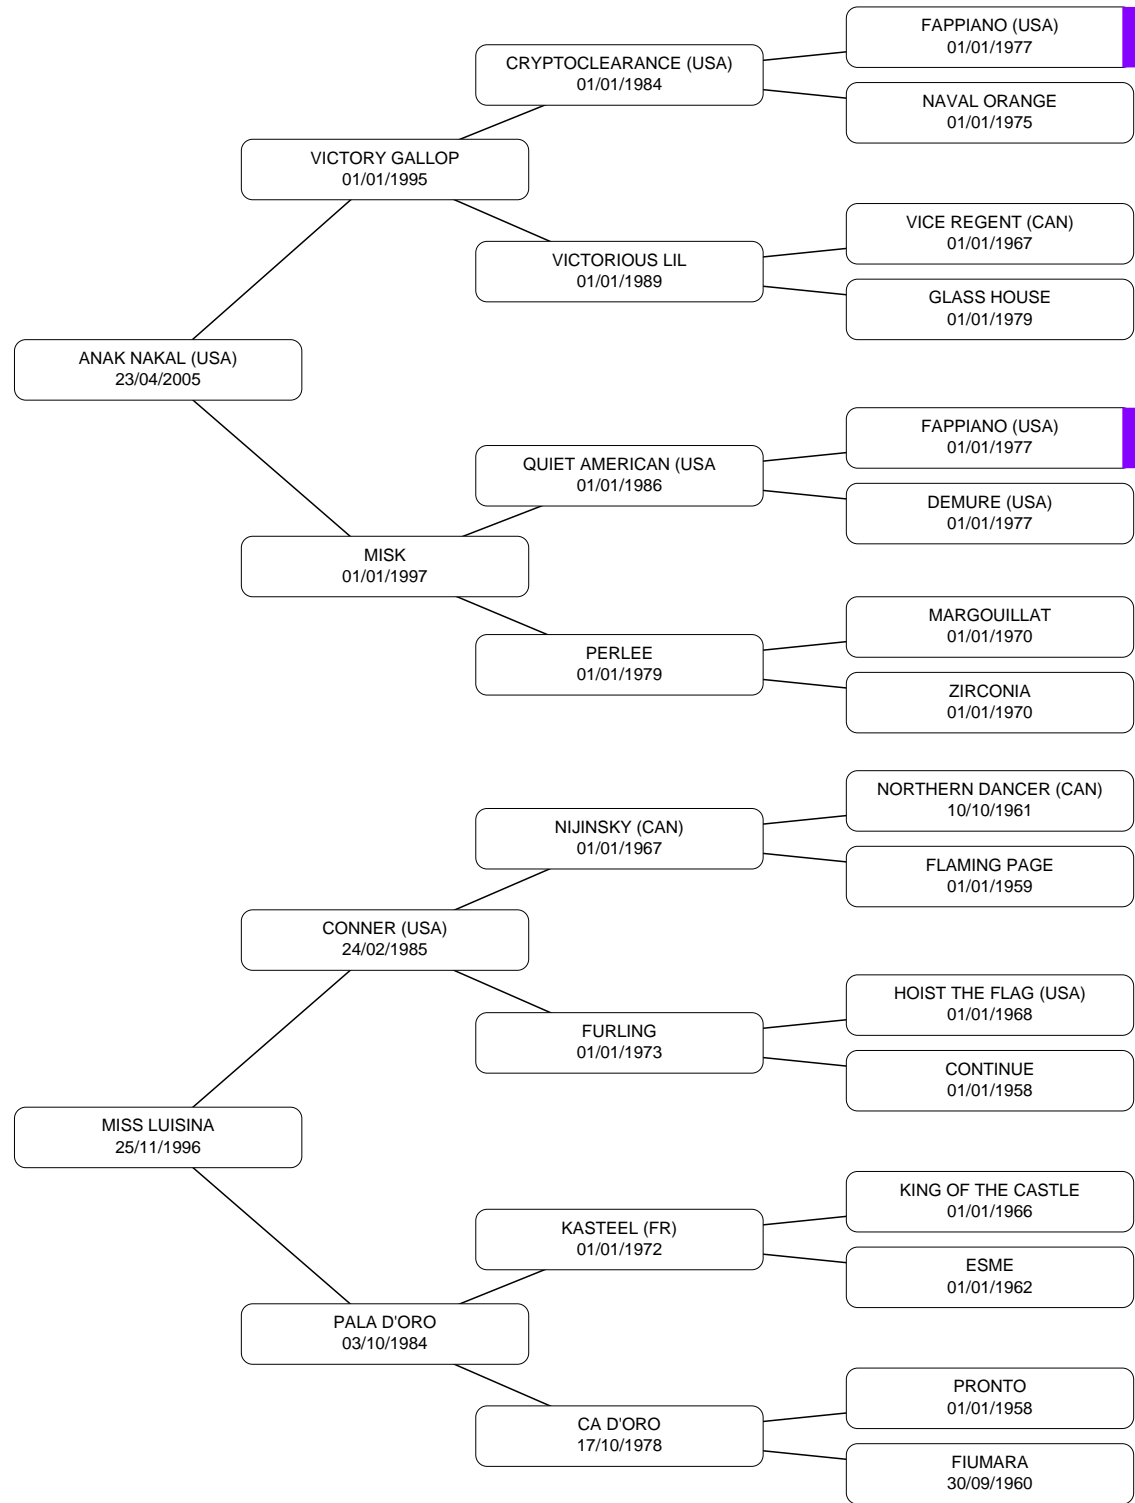 FAPPIANO (USA)
01/01/1977
CRYPTOCLEARANCE (USA)
01/01/1984
NAVAL ORANGE
01/01/1975
VICTORY GALLOP
01/01/1995
VICE REGENT (CAN)
01/01/1967
VICTORIOUS LIL
01/01/1989
GLASS HOUSE
01/01/1979
ANAK NAKAL (USA)
23/04/2005
FAPPIANO (USA)
01/01/1977
QUIET AMERICAN (USA
01/01/1986
DEMURE (USA)
01/01/1977
MISK
01/01/1997
MARGOUILLAT
01/01/1970
PERLEE
01/01/1979
ZIRCONIA
01/01/1970
NORTHERN DANCER (CAN)
10/10/1961
NIJINSKY (CAN)
01/01/1967
FLAMING PAGE
01/01/1959
CONNER (USA)
24/02/1985
HOIST THE FLAG (USA)
01/01/1968
FURLING
01/01/1973
CONTINUE
01/01/1958
MISS LUISINA
25/11/1996
KING OF THE CASTLE
01/01/1966
KASTEEL (FR)
01/01/1972
ESME
01/01/1962
PALA D'ORO
03/10/1984
PRONTO
01/01/1958
CA D'ORO
17/10/1978
FIUMARA
30/09/1960